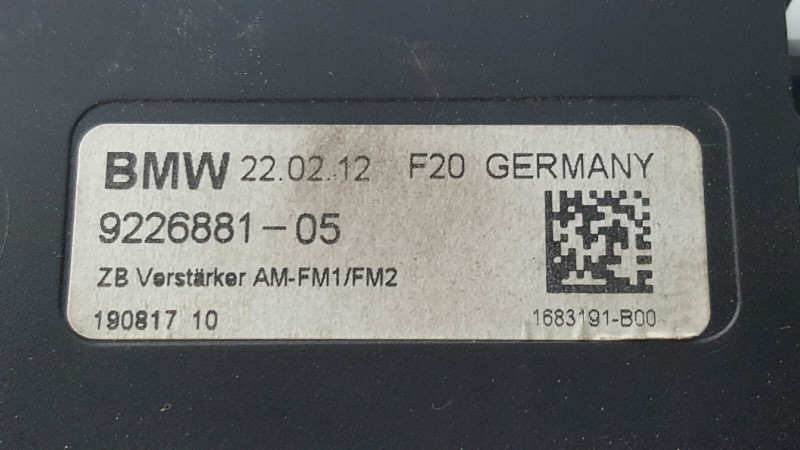 BMW 22.02.12 F20 GERMANY
9226881-05
ZB Verstärker AM-FM1/FM2
190817 10
1683191-B00